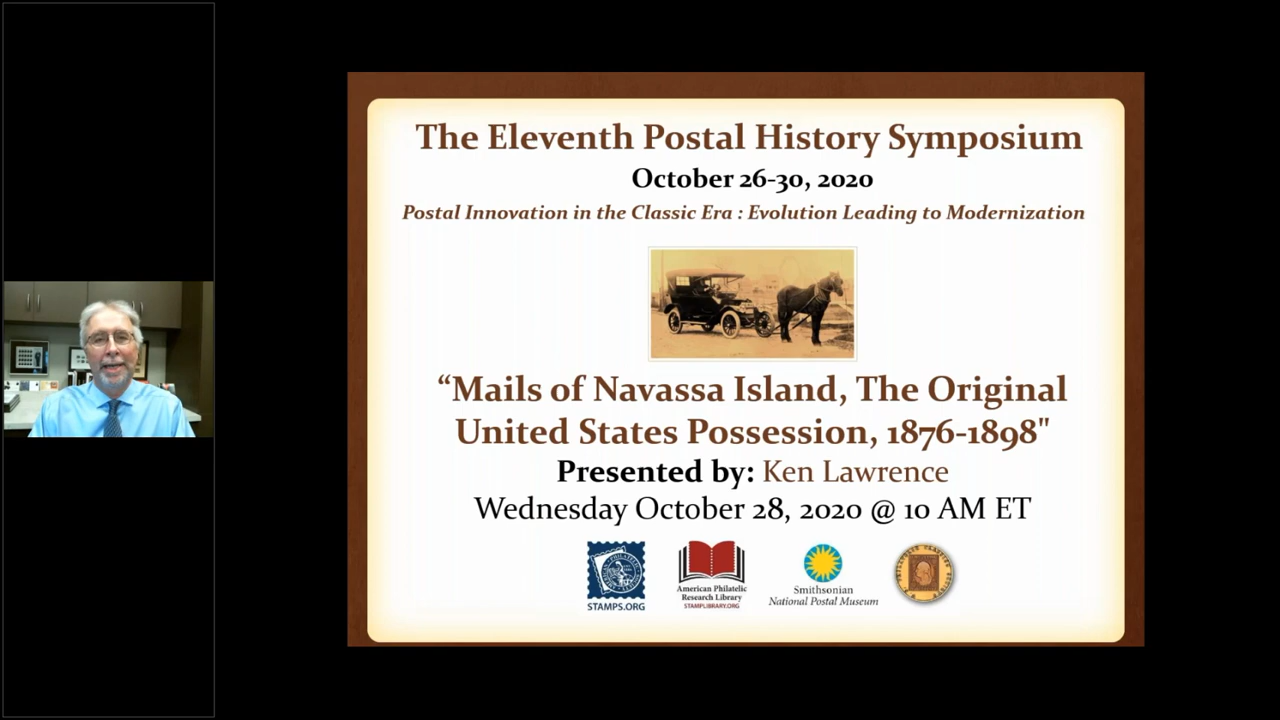 The Eleventh Postal History Symposium
October 26-30, 2020
Postal Innovation in the Classic Era : Evolution Leading to Modernization
“Mails of Navassa Island, The Original
United States Possession, 1876-1898"
Presented by: Ken Lawrence
Wednesday October 28, 2020 @ 10 AM ET
STAMPS.ORG
American Philatelic
Research Library
STAMPLIBRARY.ORG
Smithsonian
National Postal Museum